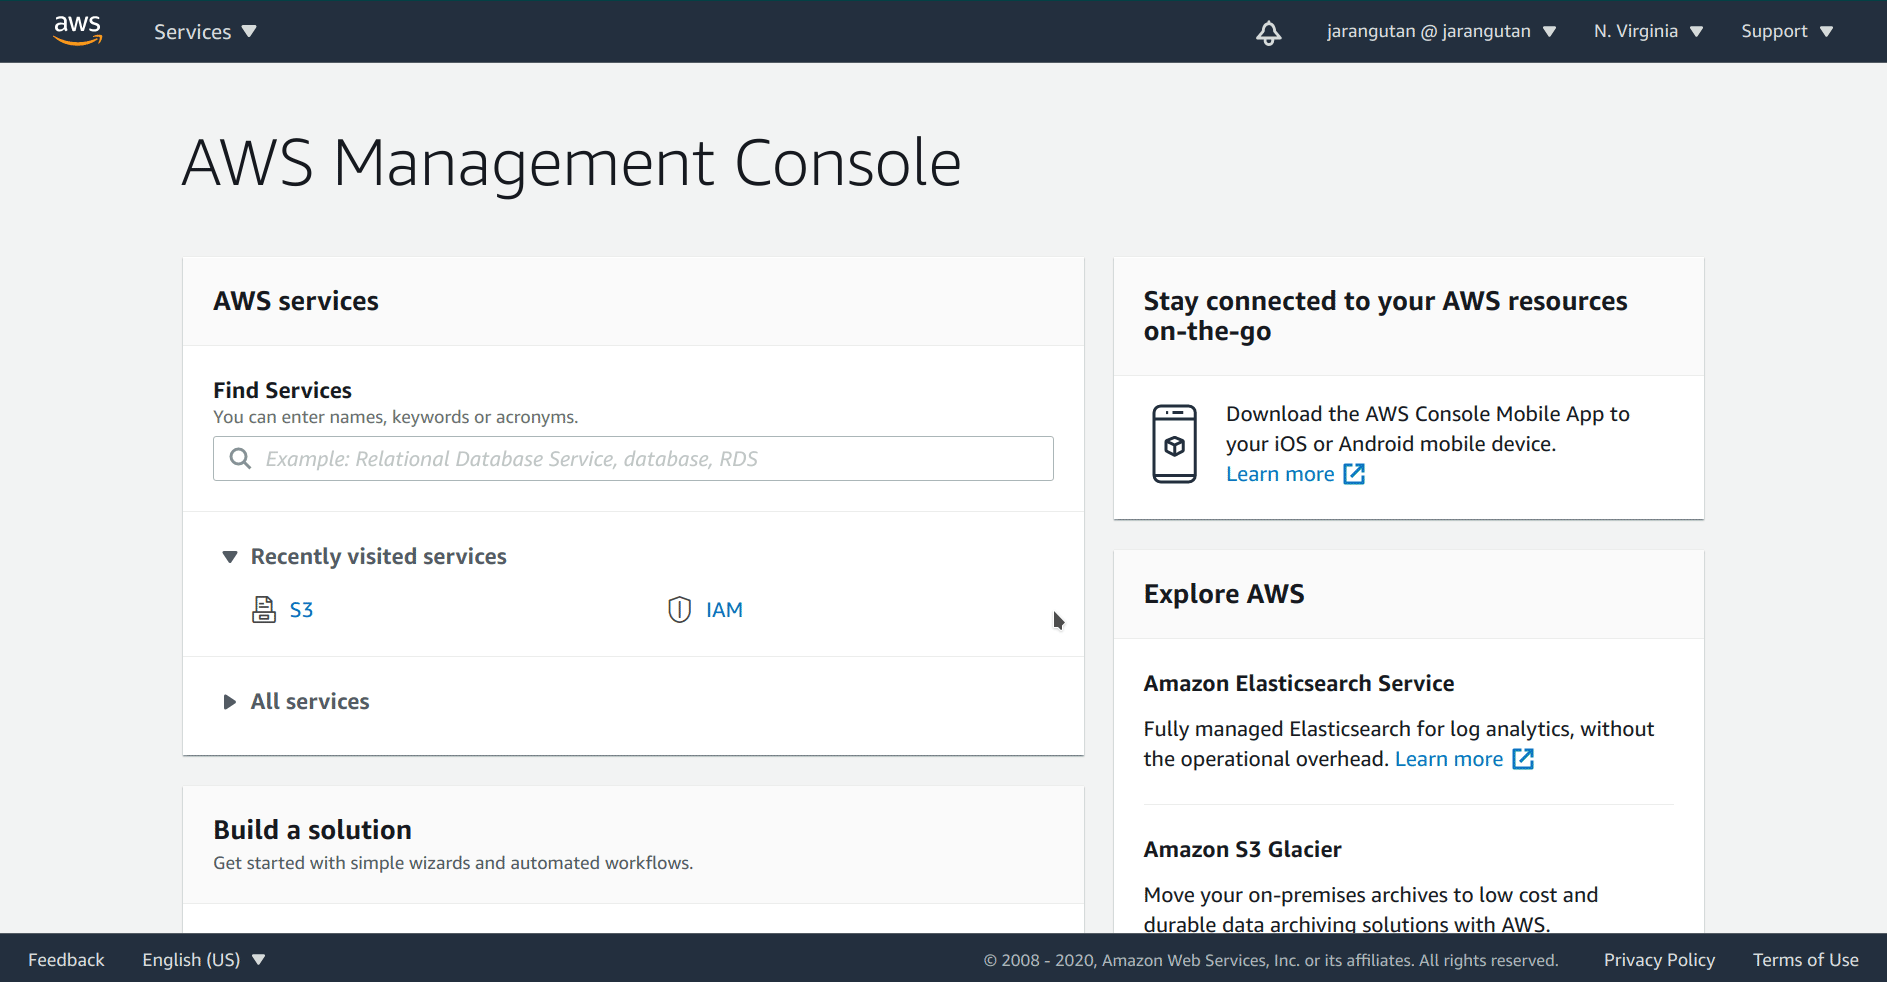 aws
Services
jarangutan @ jarangutan
N. Virginia
Support
AWS Management Console
AWS services
Find Services
You can enter names, keywords or acronyms.
Example: Relational Database Service, database, RDS
Recently visited services
S3
IAM
All services
Build a solution
Get started with simple wizards and automated workflows.
Stay connected to your AWS resources
on-the-go
Download the AWS Console Mobile App to
your iOS or Android mobile device.
Learn more
Explore AWS
Amazon Elasticsearch Service
Fully managed Elasticsearch for log analytics, without
the operational overhead. Learn more
Amazon S3 Glacier
Move your on-premises archives to low cost and
durable data archiving solutions with AWS.
Feedback
English (US)
© 2008 - 2020, Amazon Web Services, Inc. or its affiliates. All rights reserved.
Privacy Policy
Terms of Use